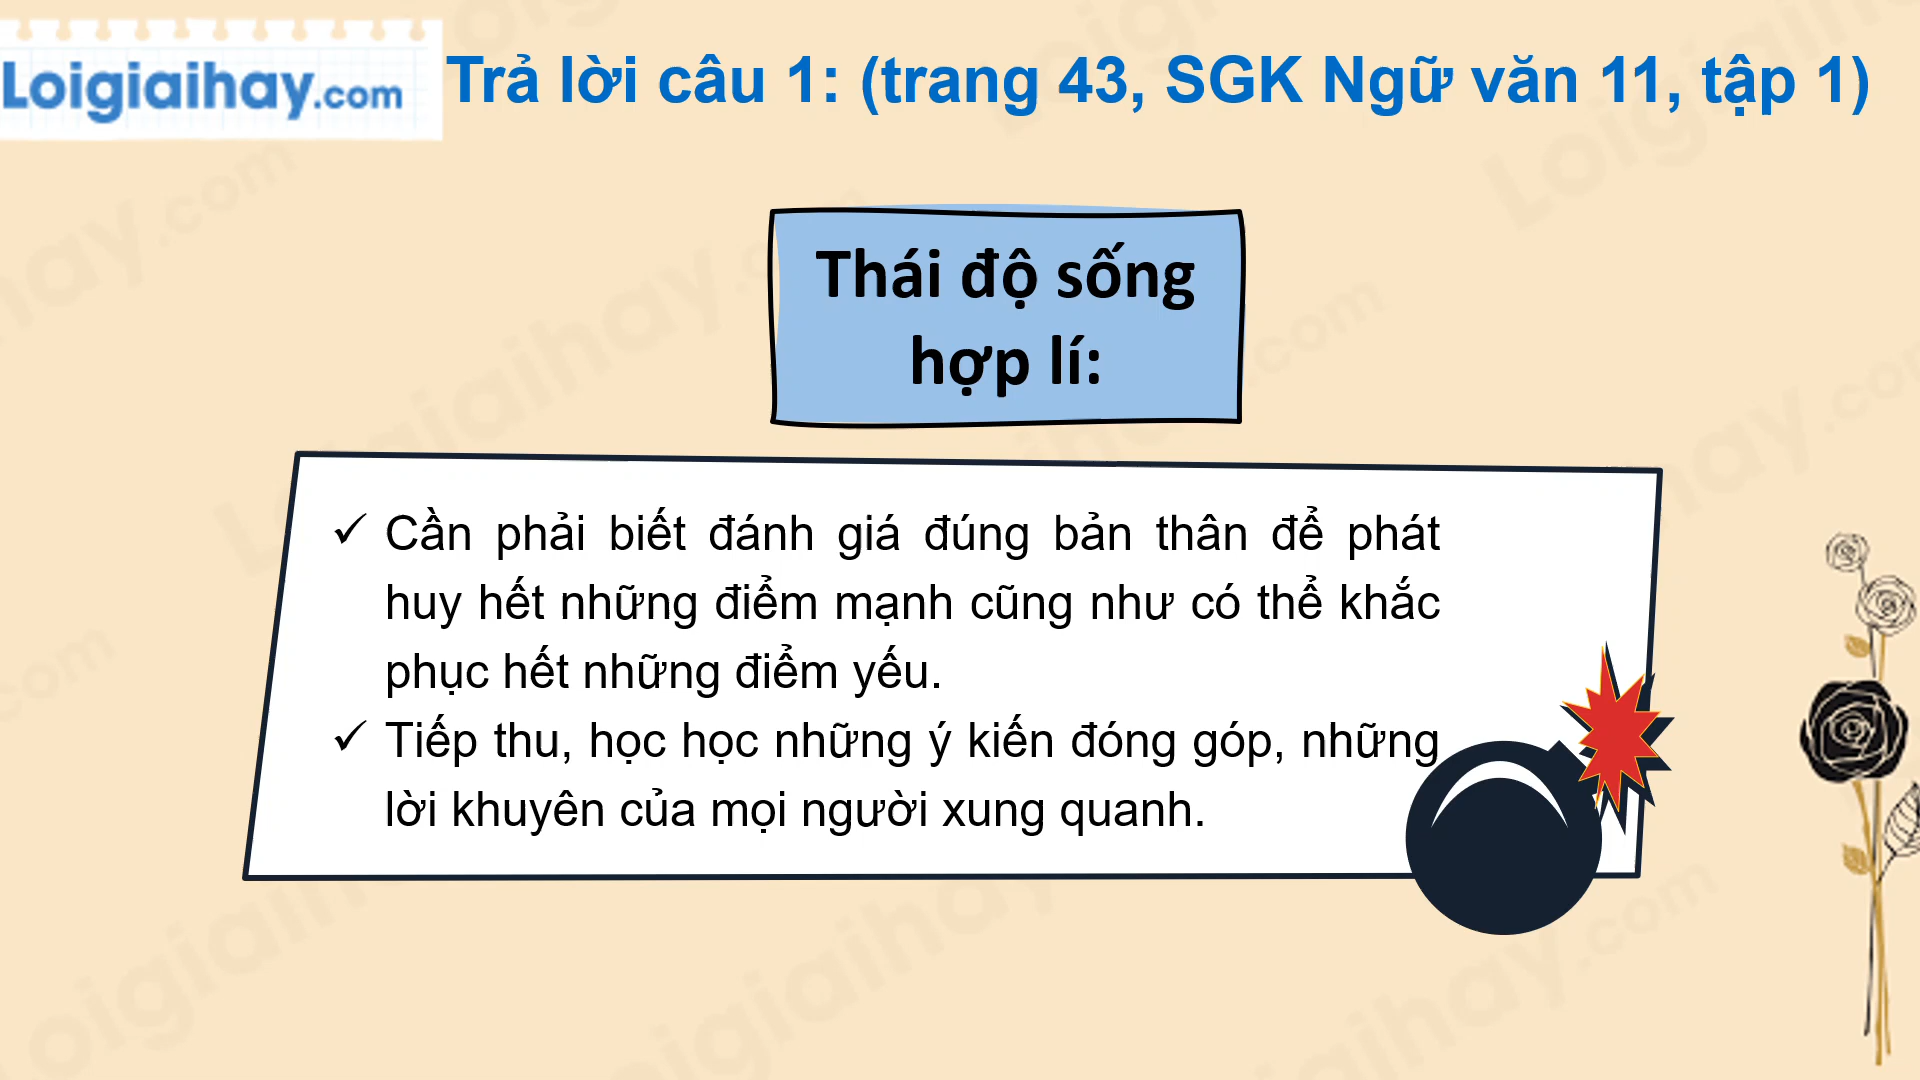 Loigiaihay.com
Trả lời câu 1: (trang 43, SGK Ngữ văn 11, tập 1)
Thái độ sống
hợp lí:
✓ Cần phải biết đánh giá đúng bản thân để phát
huy hết những điểm mạnh cũng như có thể khắc
phục hết những điểm yếu.
✓ Tiếp thu, học học những ý kiến đóng góp, những
lời khuyên của mọi người xung quanh.